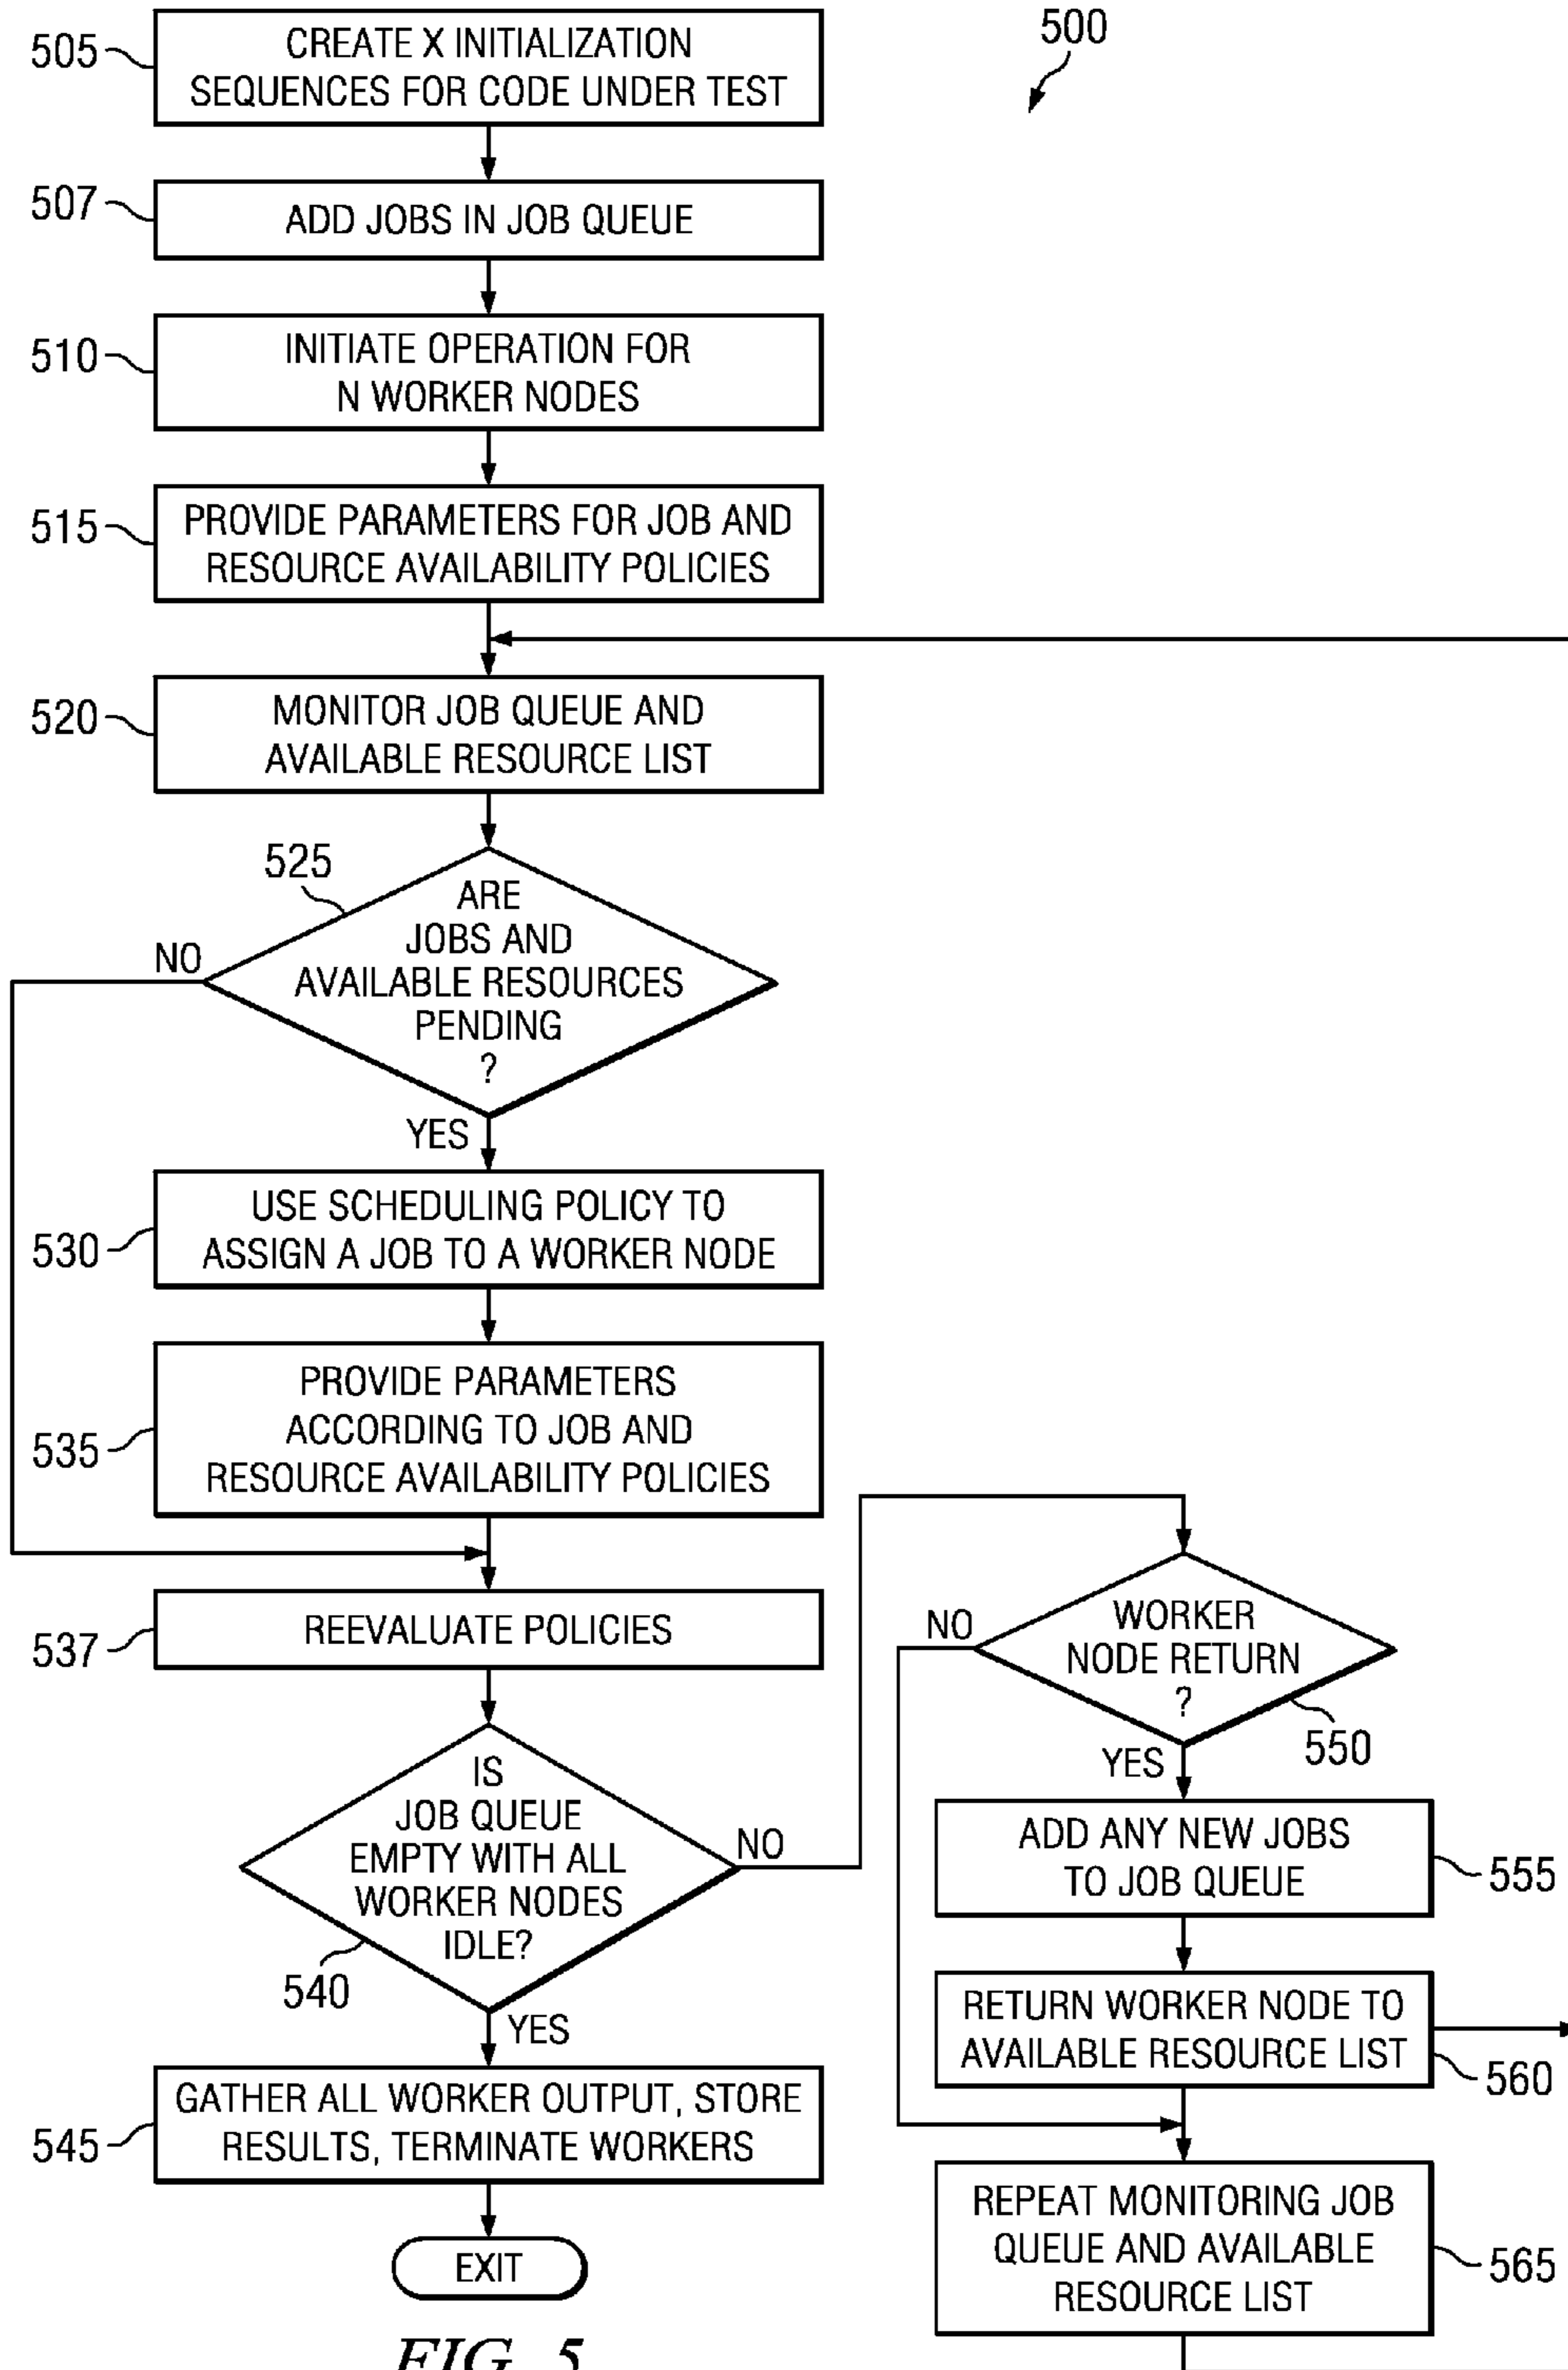 500
505
CREATE X INITIALIZATION
SEQUENCES FOR CODE UNDER TEST
507
ADD JOBS IN JOB QUEUE
510
INITIATE OPERATION FOR
N WORKER NODES
515
PROVIDE PARAMETERS FOR JOB AND
RESOURCE AVAILABILITY POLICIES
520
MONITOR JOB QUEUE AND
AVAILABLE RESOURCE LIST
525
ARE
JOBS AND
AVAILABLE RESOURCES
PENDING
?
NO
YES
530
USE SCHEDULING POLICY TO
ASSIGN A JOB TO A WORKER NODE
535
PROVIDE PARAMETERS
ACCORDING TO JOB AND
RESOURCE AVAILABILITY POLICIES
537
REEVALUATE POLICIES
IS
JOB QUEUE
EMPTY WITH ALL
WORKER NODES
IDLE?
540
NO
YES
545
GATHER ALL WORKER OUTPUT, STORE
RESULTS, TERMINATE WORKERS
EXIT
WORKER
NODE RETURN
?
550
NO
YES
ADD ANY NEW JOBS
TO JOB QUEUE
555
RETURN WORKER NODE TO
AVAILABLE RESOURCE LIST
560
REPEAT MONITORING JOB
QUEUE AND AVAILABLE
RESOURCE LIST
565
FIG. 5